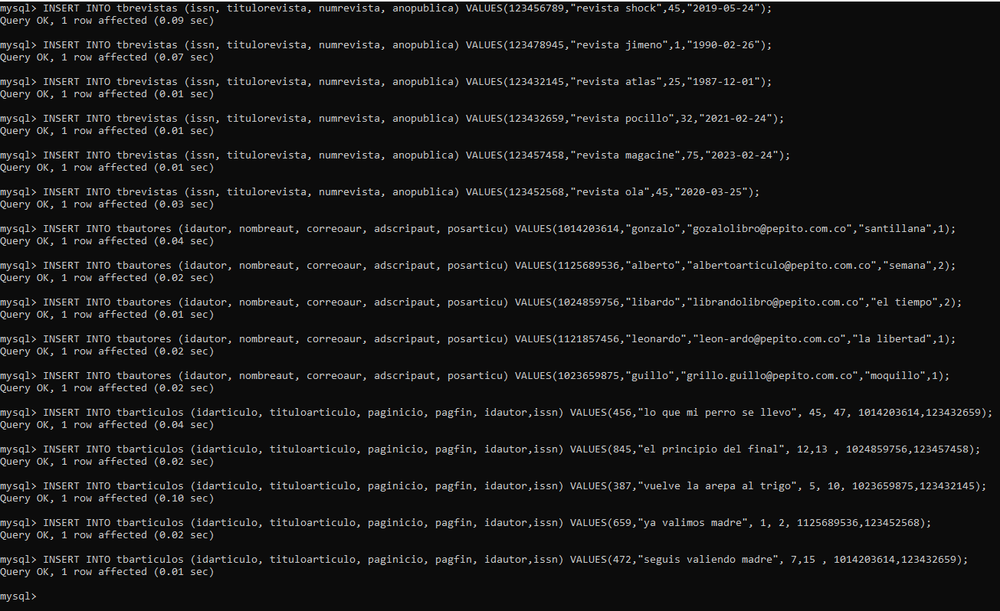 mysql> INSERT INTO tbrevistas (issn, titulorevista, numrevista, anopublica) VALUES(123456789,"revista shock",45,"2019-05-24");
Query OK, 1 row affected (0.09 sec)
mysql> INSERT INTO tbrevistas (issn, titulorevista, numrevista, anopublica) VALUES(123478945,"revista jimeno",1,"1990-02-26");
Query OK, 1 row affected (0.07 sec)
mysql> INSERT INTO tbrevistas (issn, titulorevista, numrevista, anopublica) VALUES(123432145,"revista atlas",25,"1987-12-01");
Query OK, 1 row affected (0.01 sec)
mysql> INSERT INTO tbrevistas (issn, titulorevista, numrevista, anopublica) VALUES(123432659,"revista pocillo",32,"2021-02-24");
Query OK, 1 row affected (0.01 sec)
mysql> INSERT INTO tbrevistas (issn, titulorevista, numrevista, anopublica) VALUES(123457458,"revista magacine",75,"2023-02-24");
Query OK, 1 row affected (0.01 sec)
mysql> INSERT INTO tbrevistas (issn, titulorevista, numrevista, anopublica) VALUES(123452568,"revista ola",45,"2020-03-25");
Query OK, 1 row affected (0.03 sec)
mysql> INSERT INTO tbautores (idautor, nombreaut, correoaur, adscripaut, posarticu) VALUES(1014203614,"gonzalo","gozalolibro@pepito.com.co","santillana",1);
Query OK, 1 row affected (0.04 sec)
mysql> INSERT INTO tbautores (idautor, nombreaut, correoaur, adscripaut, posarticu) VALUES(1125689536,"alberto","albertoarticulo@pepito.com.co","semana",2);
Query OK, 1 row affected (0.02 sec)
mysql> INSERT INTO tbautores (idautor, nombreaut, correoaur, adscripaut, posarticu) VALUES(1024859756,"libardo","librandolibro@pepito.com.co","el tiempo",2);
Query OK, 1 row affected (0.01 sec)
mysql> INSERT INTO tbautores (idautor, nombreaut, correoaur, adscripaut, posarticu) VALUES(1121857456,"leonardo","leon-ardo@pepito.com.co","la libertad",1);
Query OK, 1 row affected (0.02 sec)
mysql> INSERT INTO tbautores (idautor, nombreaut, correoaur, adscripaut, posarticu) VALUES(1023659875,"guillo","grillo.guillo@pepito.com.co","moquillo",1);
Query OK, 1 row affected (0.02 sec)
mysql> INSERT INTO tbarticulos (idarticulo, tituloarticulo, paginicio, pagfin, idautor,issn) VALUES(456,"lo que mi perro se llevo", 45, 47, 1014203614,123432659);
Query OK, 1 row affected (0.04 sec)
mysql> INSERT INTO tbarticulos (idarticulo, tituloarticulo, paginicio, pagfin, idautor,issn) VALUES(845,"el principio del final", 12,13 , 1024859756,123457458);
Query OK, 1 row affected (0.02 sec)
mysql> INSERT INTO tbarticulos (idarticulo, tituloarticulo, paginicio, pagfin, idautor,issn) VALUES(387,"vuelve la arepa al trigo", 5, 10, 1023659875,123432145);
Query OK, 1 row affected (0.10 sec)
mysql> INSERT INTO tbarticulos (idarticulo, tituloarticulo, paginicio, pagfin, idautor,issn) VALUES(659,"ya valimos madre", 1, 2, 1125689536,123452568);
Query OK, 1 row affected (0.02 sec)
mysql> INSERT INTO tbarticulos (idarticulo, tituloarticulo, paginicio, pagfin, idautor,issn) VALUES(472,"seguis valiendo madre", 7,15 , 1014203614,123432659);
Query OK, 1 row affected (0.01 sec)
mysql>